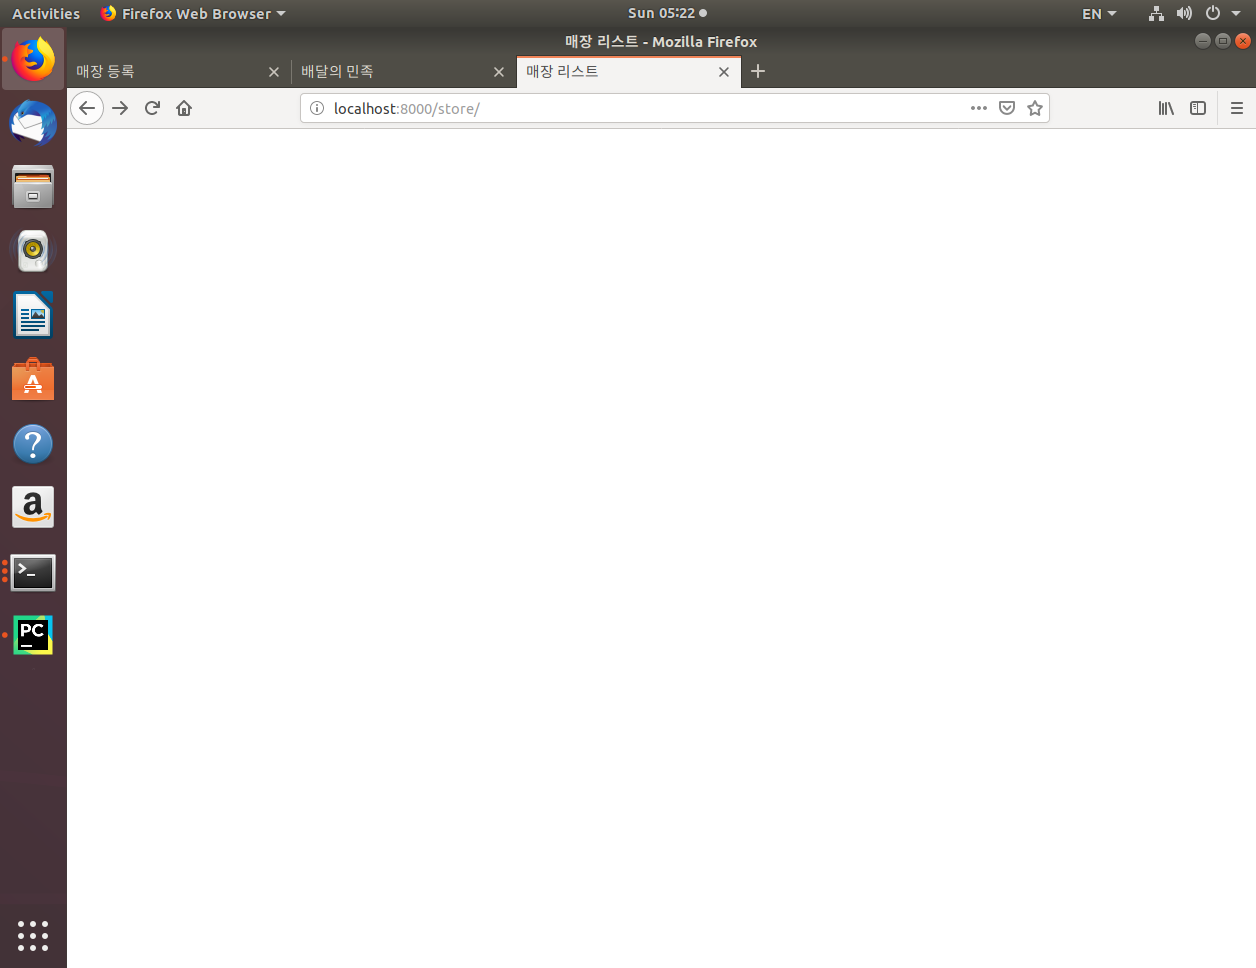 Activities Firefox Web Browser Sun 05:22 EN
매장 리스트 - Mozilla Firefox
매장 등록 배달의 민족 매장 리스트
localhost:8000/store/
?
a
>_
PC